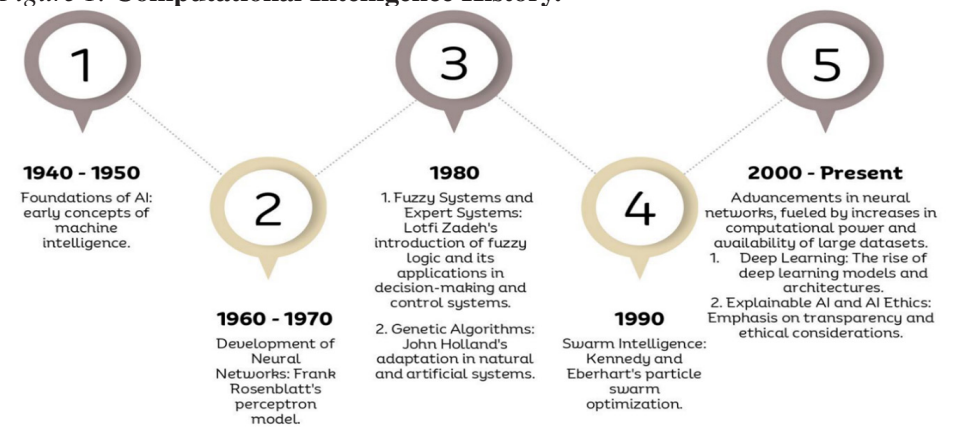 Figure 1. Computational Intelligence History.
1
3
5
2
4
1940 - 1950
Foundations of AI:
early concepts of
machine
intelligence.
1960 - 1970
Development of
Neural
Networks: Frank
Rosenblatt's
perceptron
model.
1980
1. Fuzzy Systems and
Expert Systems:
Lotfi Zadeh's
introduction of fuzzy
logic and its
applications in
decision-making and
control systems.
2. Genetic Algorithms:
John Holland's
adaptation in natural
and artificial systems.
1990
Swarm Intelligence:
Kennedy and
Eberhart's particle
swarm
optimization.
2000 - Present
Advancements in neural
networks, fueled by increases in
computational power and
availability of large datasets.
1. Deep Learning: The rise of
deep learning models and
architectures.
2. Explainable AI and AI Ethics:
Emphasis on transparency and
ethical considerations.